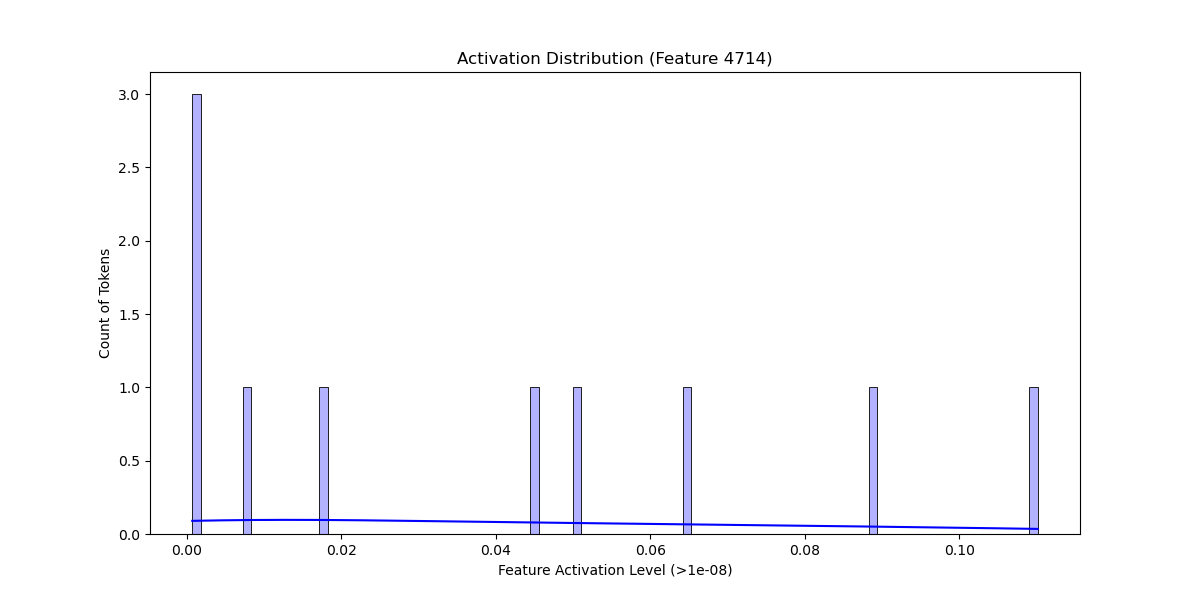 Activation Distribution (Feature 4714)
3.0
2.5
2.0
1.5
1.0
0.5
0.0
Count of Tokens
0.00 0.02 0.04 0.06 0.08 0.10
Feature Activation Level (>1e-08)